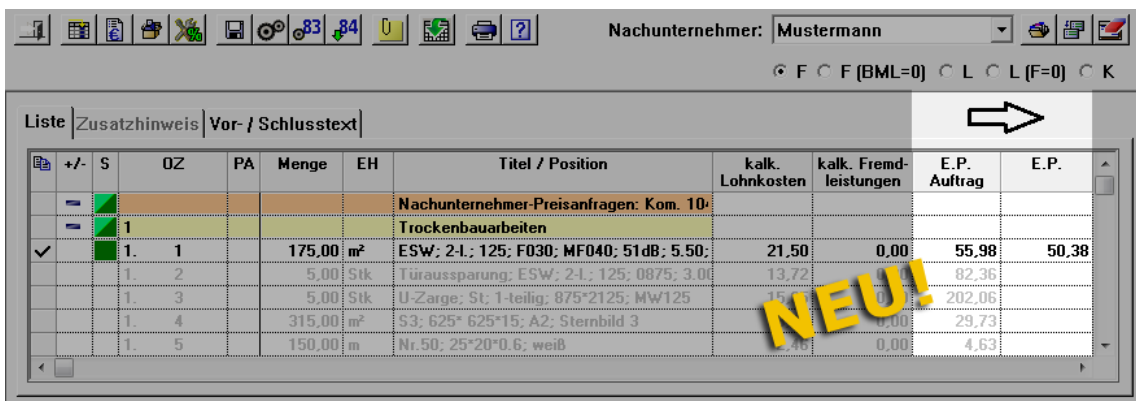 83 84 Nachunternehmer: Mustermann
F F (BML=0) L L (F=0) K
Liste Zusatzhinweis Vor- / Schlusstext
+/- S OZ PA Menge EH Titel / Position kalk. Lohnkosten kalk. Fremd-leistungen E.P. Auftrag E.P.
Nachunternehmer-Preisanfragen: Kom.
1 Trockenbauarbeiten
1. 1 175,00 m² ESW; 2-l.; 125; F030; MF040; 51dB; 5.50; 21,50 0,00 55,98 50,38
1. 2 5,00 Stk Türaussparung; ESW; 2-l.; 125; 0875; 13,72 82,36
1. 3 5,00 Stk U-Zarge; St; 1-teilig; 875*2125; MW125 202,06
1. 4 315,00 m² S3; 625* 625*15; A2; Sternbild 3 0,00 29,73
1. 5 150,00 m Nr.50; 25*20*0.6; weiß 0,00 4,63
NEU!